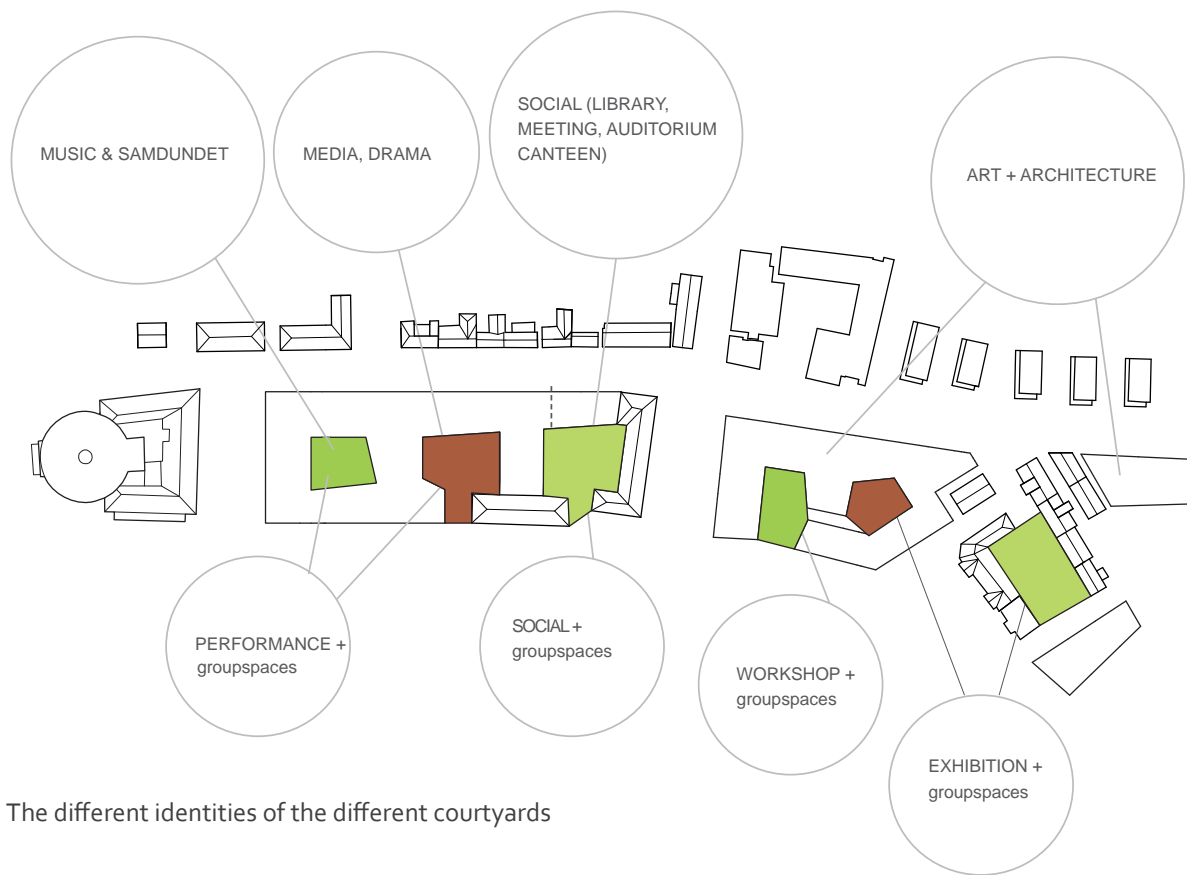 MUSIC & SAMDUNDET
MEDIA, DRAMA
SOCIAL (LIBRARY,
MEETING, AUDITORIUM
CANTEEN)
ART + ARCHITECTURE
PERFORMANCE +
groupspaces
SOCIAL +
groupspaces
WORKSHOP +
groupspaces
EXHIBITION +
groupspaces
The different identities of the different courtyards